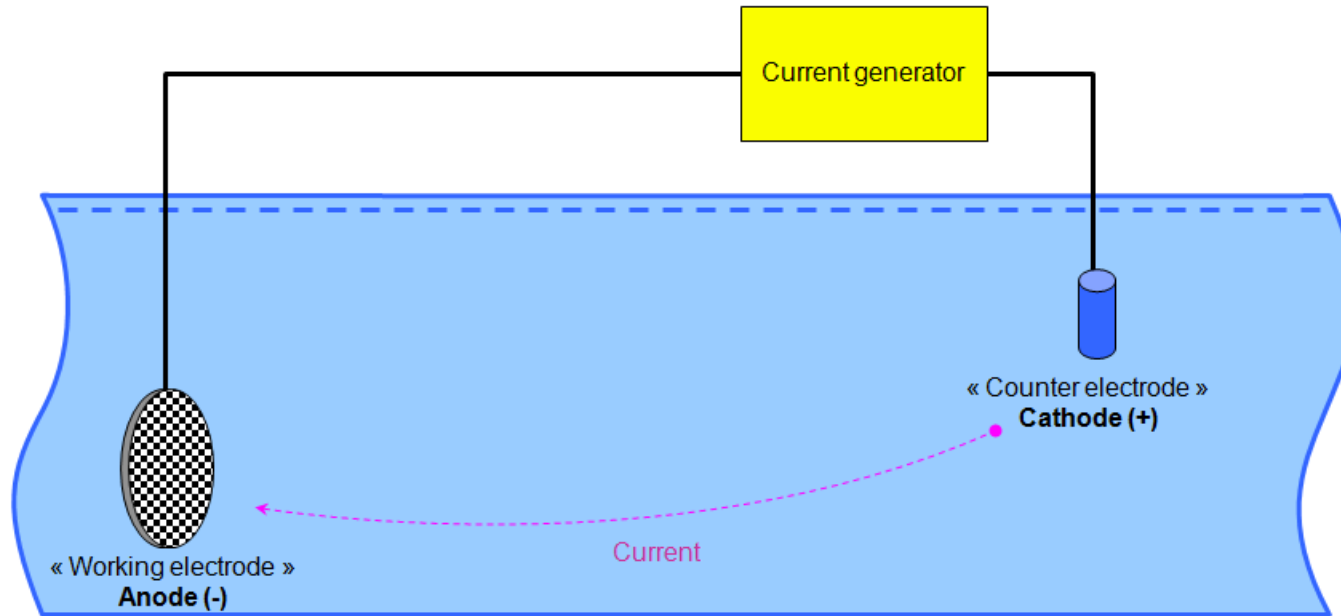 Current generator
« Counter electrode »
Cathode (+)
Current
« Working electrode »
Anode (-)